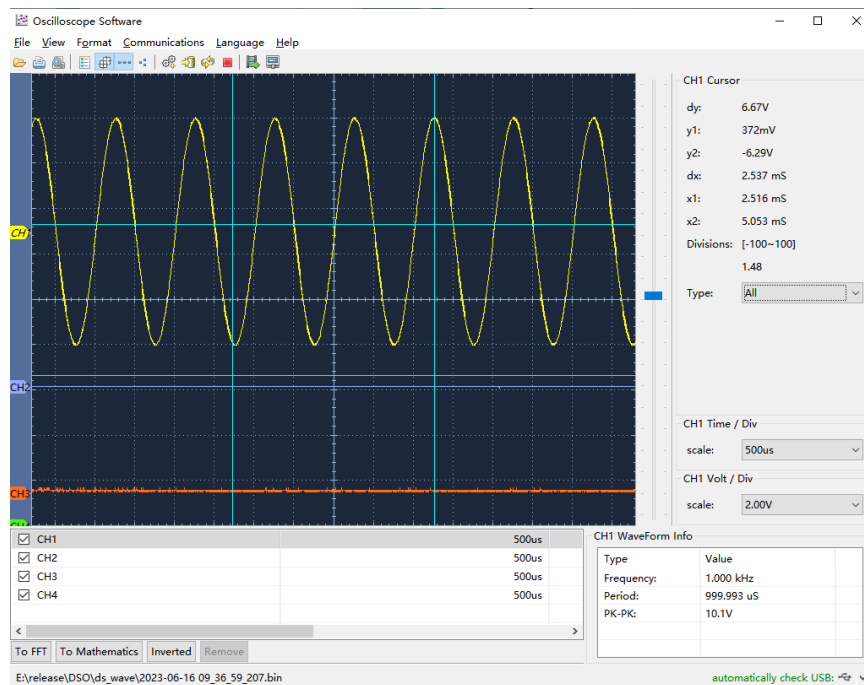 Oscilloscope Software
File View Format Communications Language Help
CH1 Cursor
dy: 6.67V
y1: 372mV
y2: -6.29V
dx: 2.537 mS
x1: 2.516 mS
x2: 5.053 mS
Divisions: [-100~100]
1.48
Type: All
CH
CH2
CH3
CH1 Time / Div
scale: 500us
CH1 Volt / Div
scale: 2.00V
CH1 500us
CH2 500us
CH3 500us
CH4 500us
CH1 WaveForm Info
Type Value
Frequency: 1.000 kHz
Period: 999.993 uS
PK-PK: 10.1V
To FFT To Mathematics Inverted Remove
E:\release\DSO\ds_wave\2023-06-16 09_36_59_207.bin
automatically check USB: